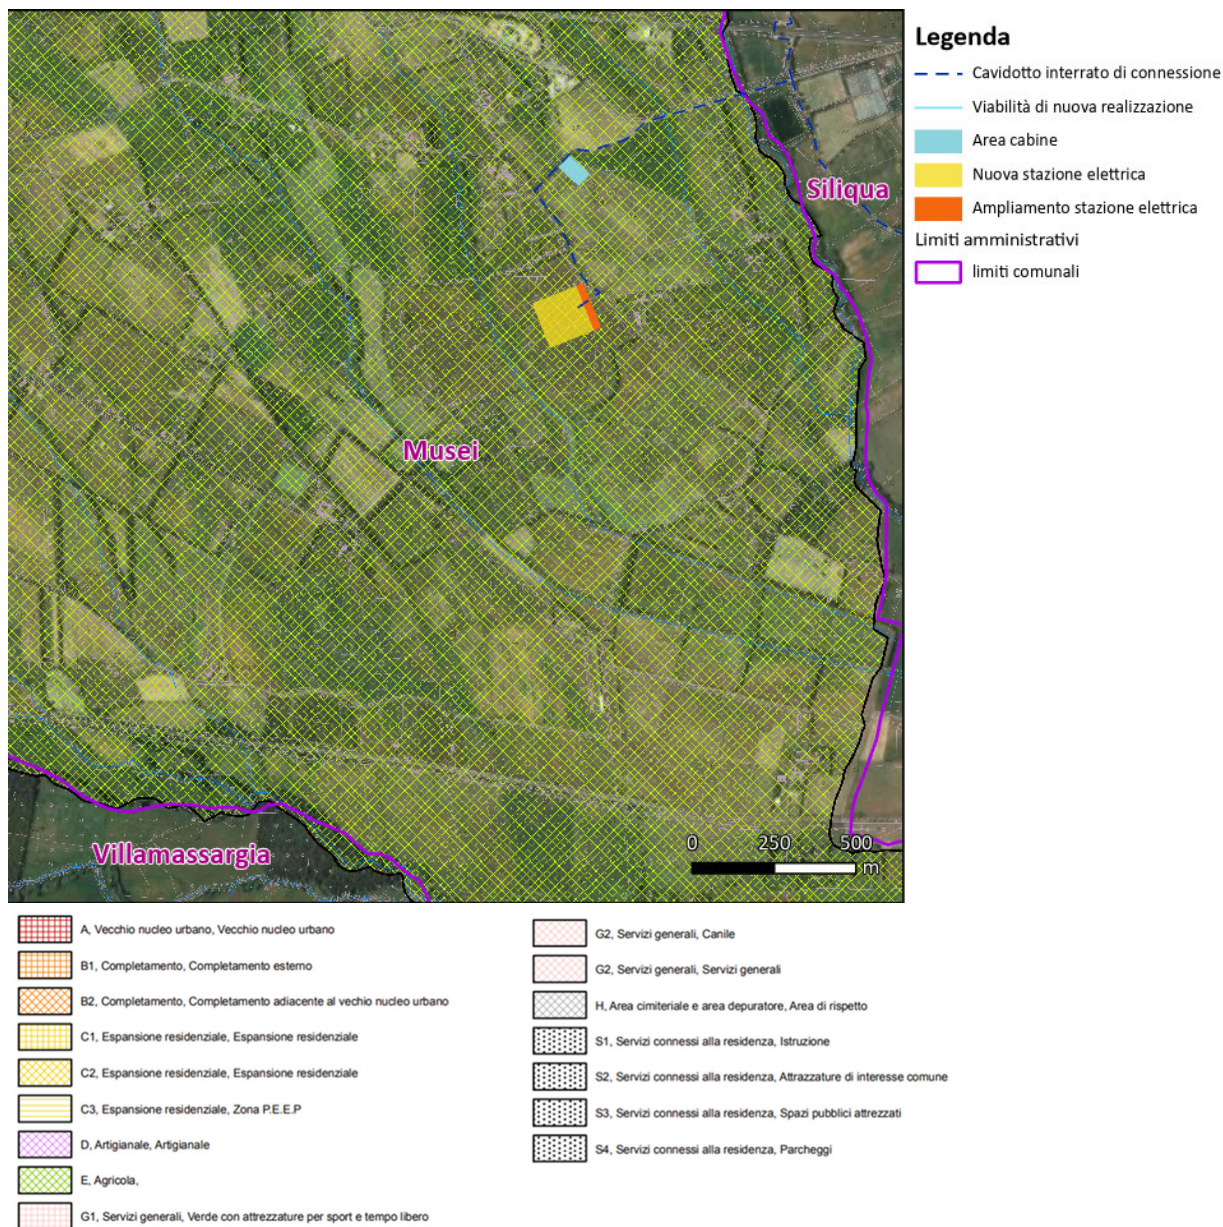 Legenda
Cavidotto interrato di connessione
Viabilità di nuova realizzazione
Area cabine
Nuova stazione elettrica
Ampliamento stazione elettrica
Limiti amministrativi
limiti comunali
Siliqua
Musei
Villamassargia
0 250 500
m
A, Vecchio nucleo urbano, Vecchio nucleo urbano
B1, Completamento, Completamento esterno
B2, Completamento, Completamento adiacente al vechio nucleo urbano
C1, Espansione residenziale, Espansione residenziale
C2, Espansione residenziale, Espansione residenziale
C3, Espansione residenziale, Zona P.E.E.P
D, Artigianale, Artigianale
E, Agricola,
G1, Servizi generali, Verde con attrezzature per sport e tempo libero
G2, Servizi generali, Canile
G2, Servizi generali, Servizi generali
H, Area cimiteriale e area depuratore, Area di rispetto
S1, Servizi connessi alla residenza, Istruzione
S2, Servizi connessi alla residenza, Attrazzature di interesse comune
S3, Servizi connessi alla residenza, Spazi pubblici attrezzati
S4, Servizi connessi alla residenza, Parcheggi